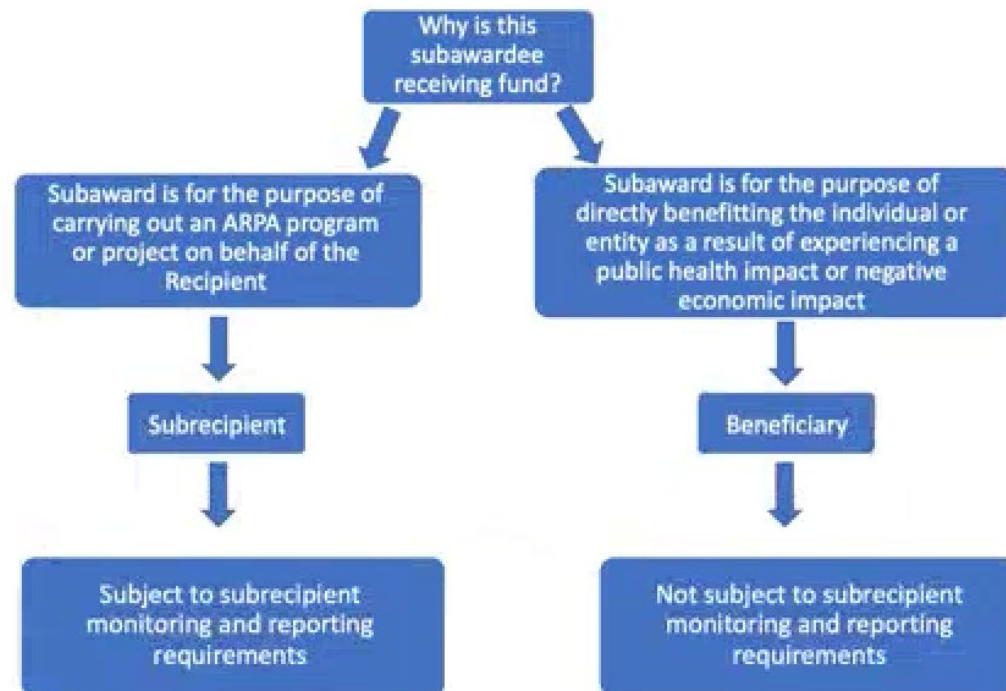 Why is this
subawardee
receiving fund?
Subaward is for the purpose of
carrying out an ARPA program
or project on behalf of the
Recipient
Subaward is for the purpose of
directly benefitting the individual or
entity as a result of experiencing a
public health impact or negative
economic impact
Subrecipient
Beneficiary
Subject to subrecipient
monitoring and reporting
requirements
Not subject to subrecipient
monitoring and reporting
requirements